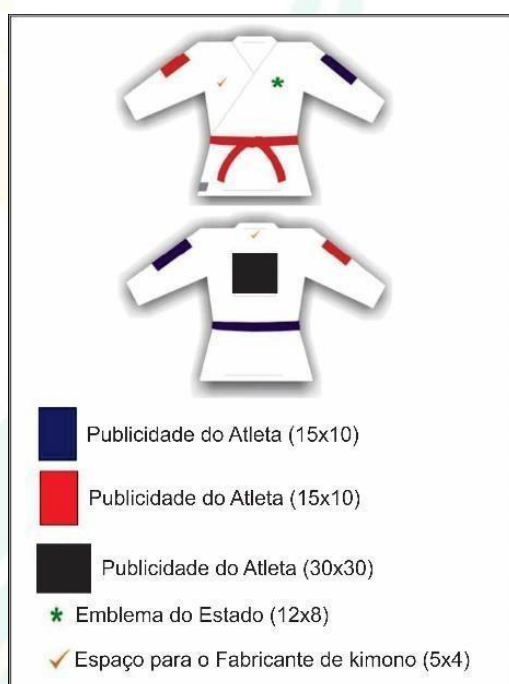 Publicidade do Atleta (15x10)
Publicidade do Atleta (15x10)
Publicidade do Atleta (30x30)
Emblema do Estado (12x8)
Espaço para o Fabricante de kimono (5x4)